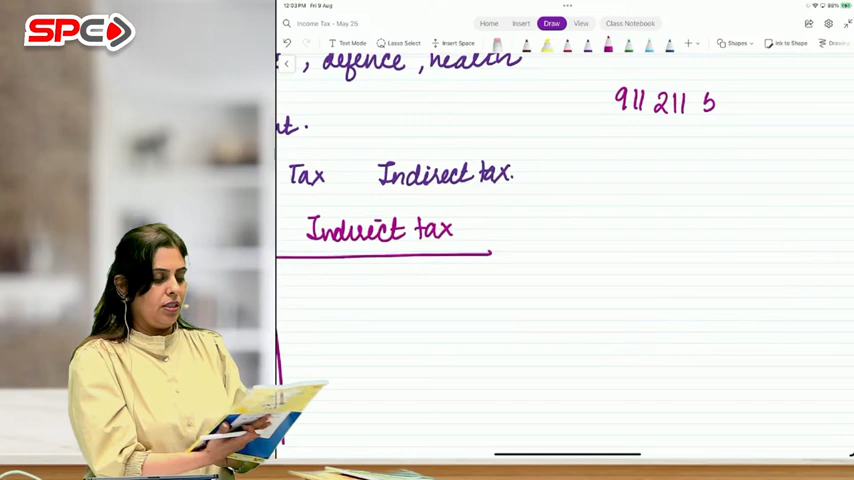 12:03 PM Fri 9 Aug
88%
SPC
Income Tax - May 25
Home Insert Draw View Class Notebook
Text Mode Lasso Select Insert Space Shapes Ink to Shape Drawing
, defence, health
911 211 5
nt.
Tax Indirect tax.
Indirect tax